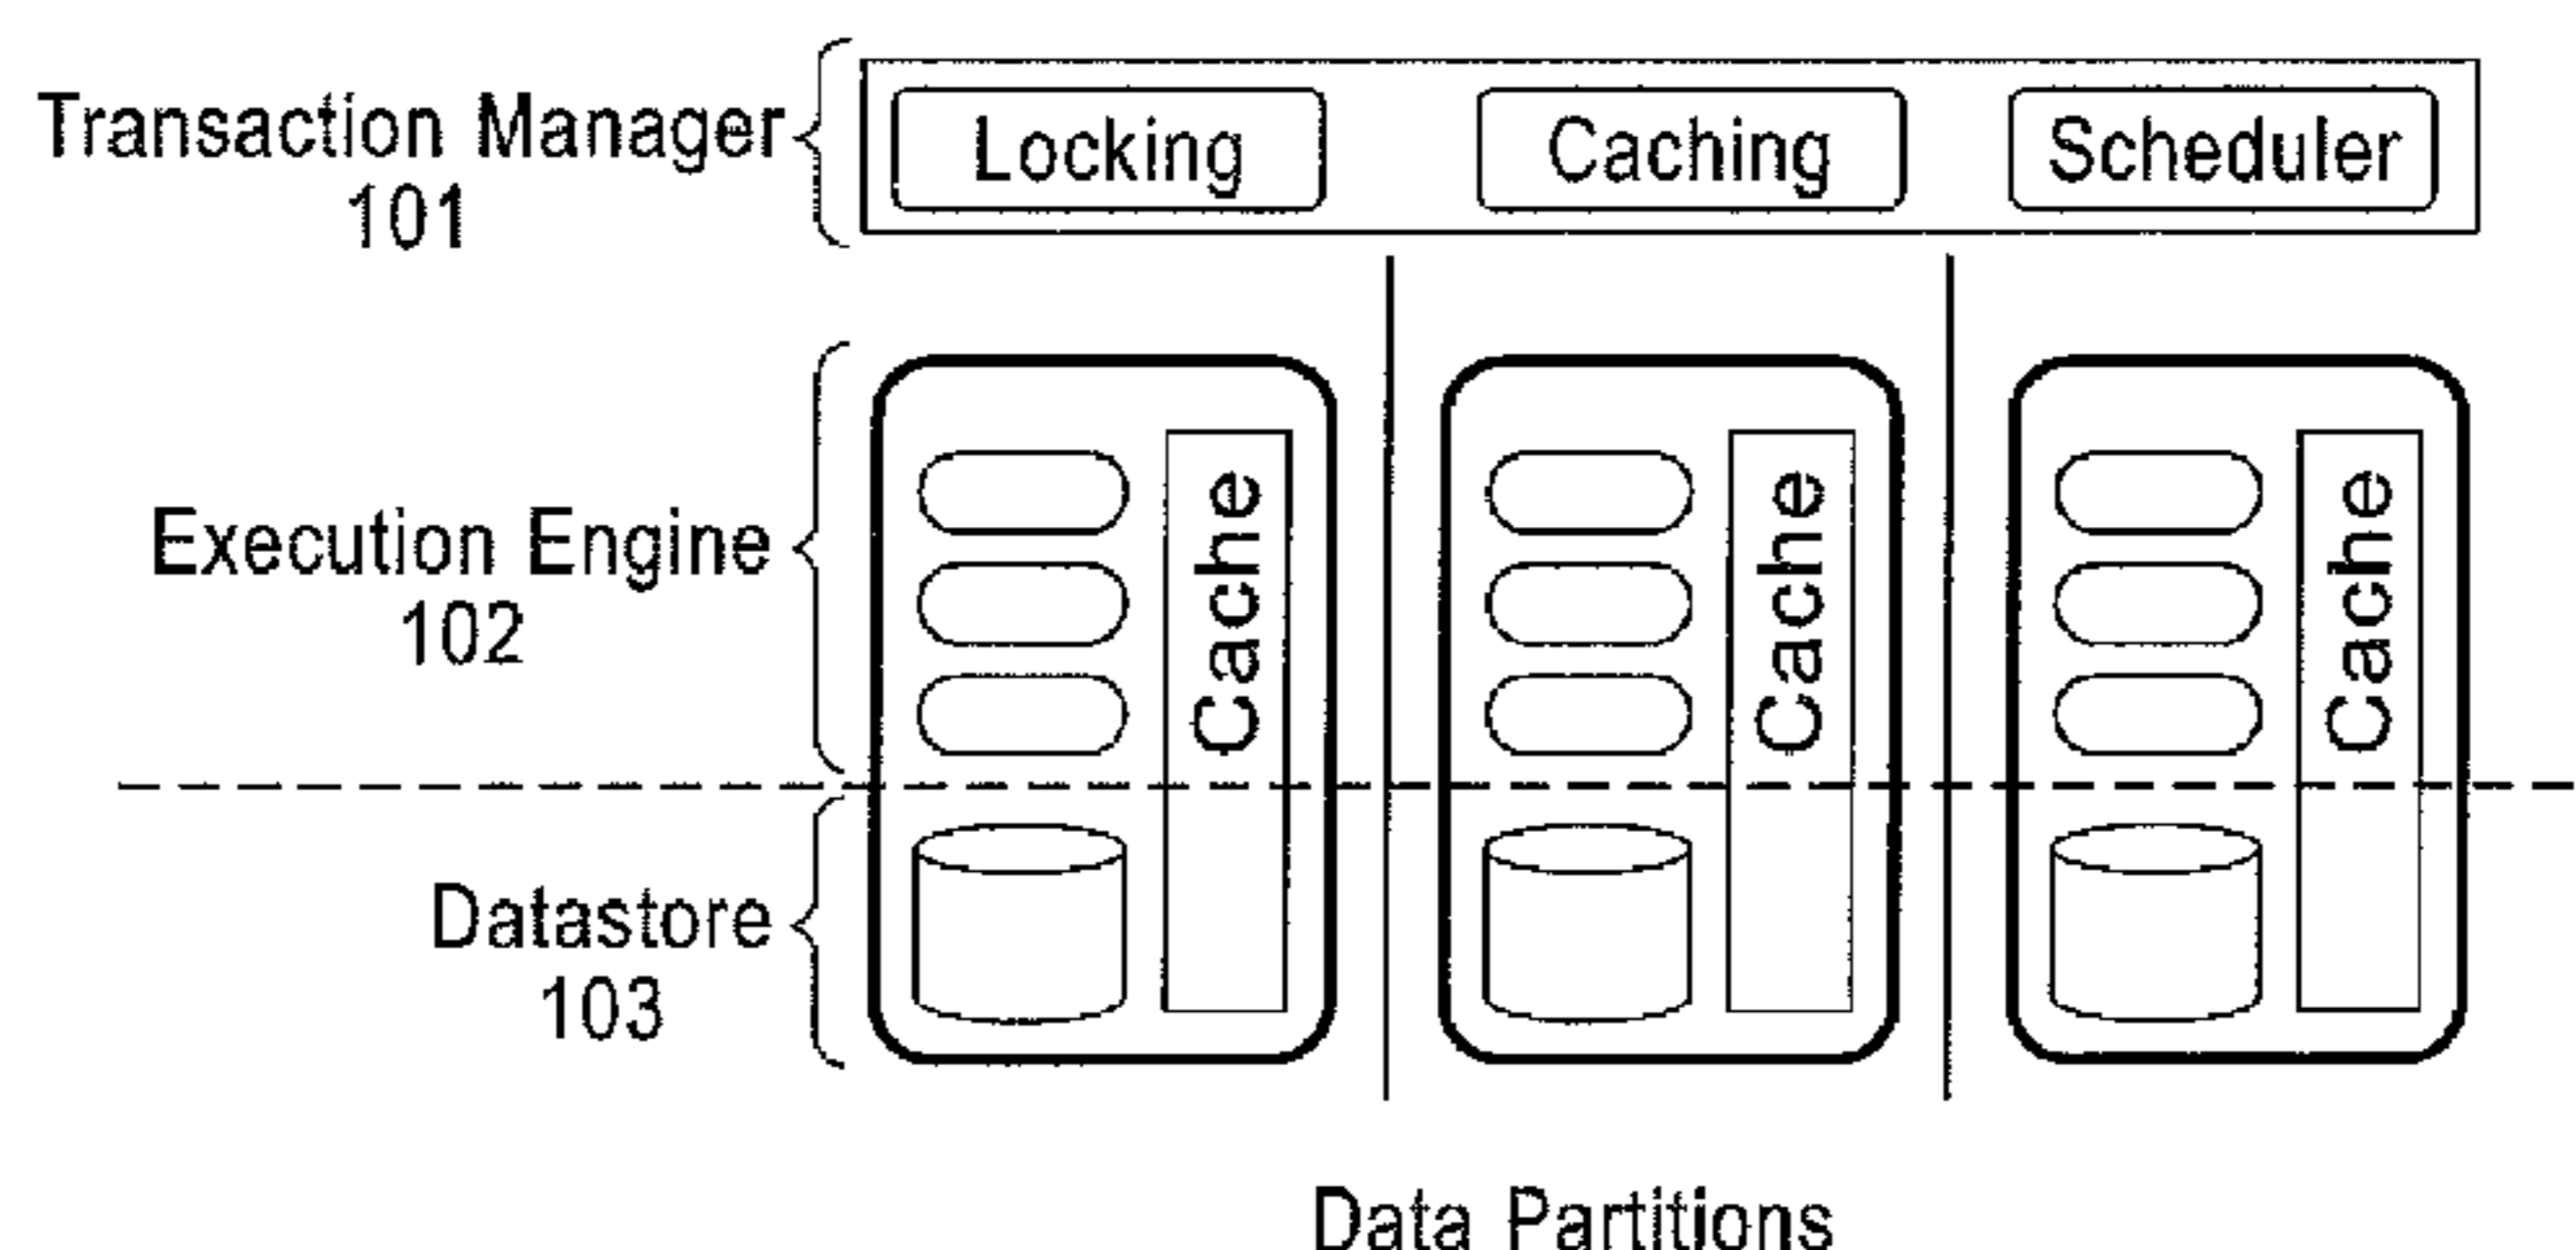 Transaction Manager
101
Locking
Caching
Scheduler
Execution Engine
102
Cache
Cache
Cache
Datastore
103
Data Partitions